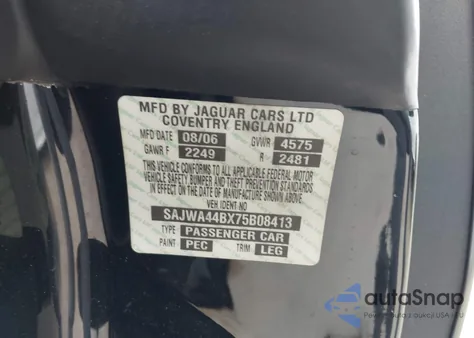 MFD BY JAGUAR CARS LTD
COVENTRY ENGLAND
MFD DATE 08/06 GVWR 4575
GAWR F 2249 R 2481
THIS VEHICLE CONFORMS TO ALL APPLICABLE FEDERAL MOTOR
VEHICLE SAFETY BUMPER AND THEFT PREVENTION STANDARDS
IN EFFECT ON THE DATE OF MANUFACTURE SHOWN ABOVE.
VEH. IDENT NO.
SAJWA44BX75B08413
TYPE PASSENGER CAR
PAINT PEC TRIM LEG
autoSnap